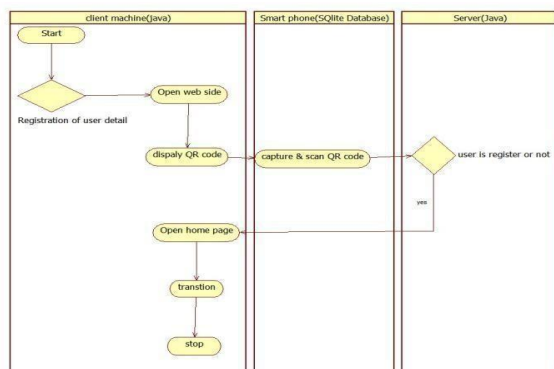 client machine(java)
Smart phone(SQlite Database)
Server(Java)
Start
Open web side
Registration of user detail
dispaly QR code
capture & scan QR code
user is register or not
yes
Open home page
transtion
stop